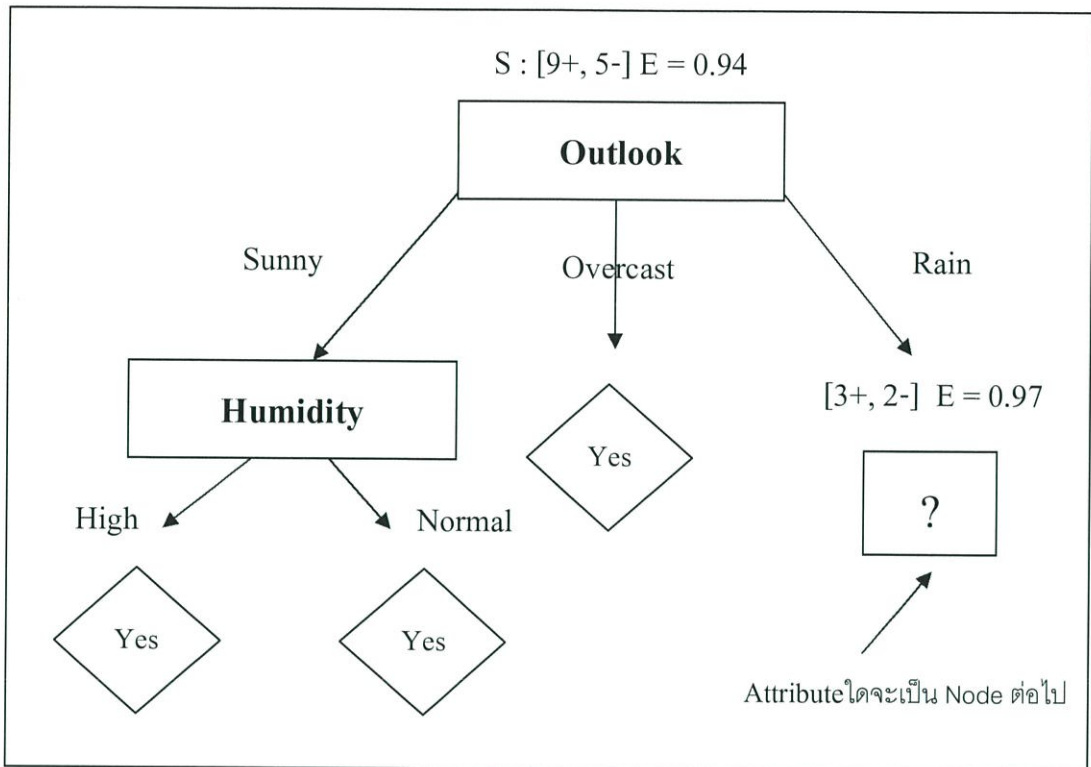 S : [9+, 5-] E = 0.94
Outlook
Sunny
Overcast
Rain
Humidity
[3+, 2-] E = 0.97
Yes
?
High
Normal
Yes
Yes
Attributeใดจะเป็น Node ต่อไป